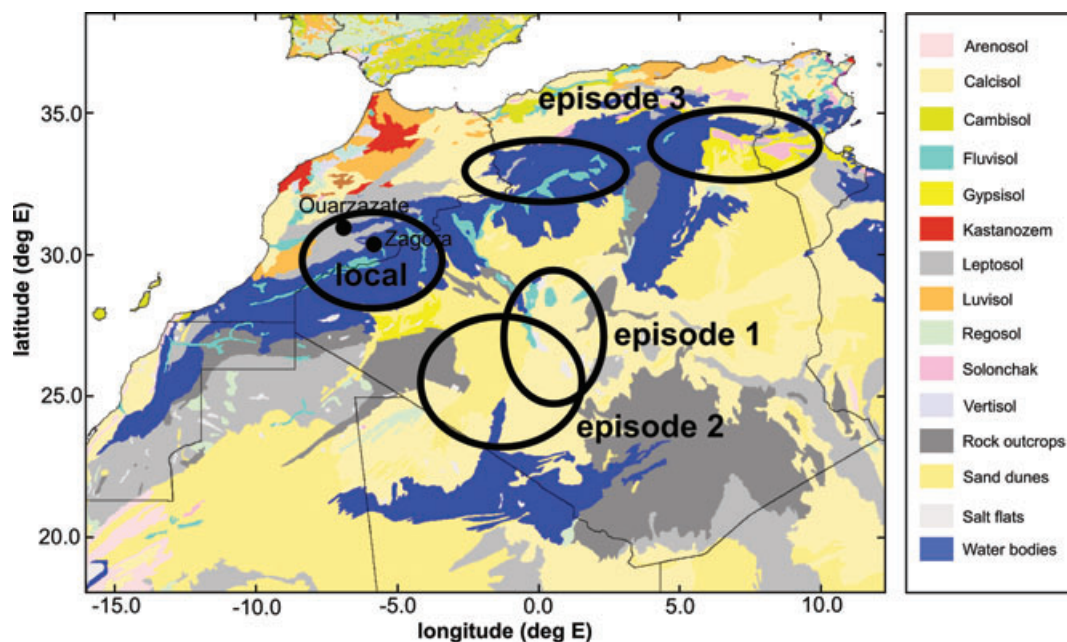 episode 3
35.0
Ouarzazate
Zagora
30.0
local
episode 1
25.0
episode 2
20.0
latitude (deg E)
-15.0 -10.0 -5.0 0.0 5.0 10.0
longitude (deg E)
Arenosol
Calcisol
Cambisol
Fluvisol
Gypsisol
Kastanozem
Leptosol
Luvisol
Regosol
Solonchak
Vertisol
Rock outcrops
Sand dunes
Salt flats
Water bodies